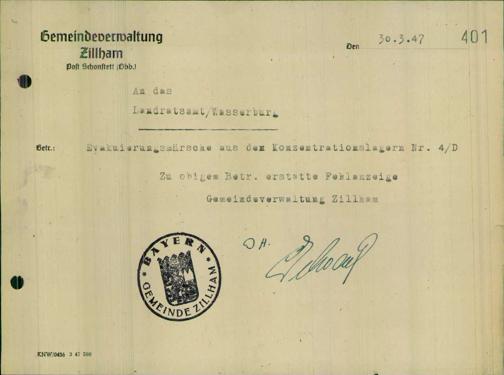 Gemeindeverwaltung
Zillham
Post Schonstett (Obb.)
Den 30.3.47
401
An das
Landratsamt/Wasserburg
Betr.: Evakuierungsmärsche aus den Konzentrationslagern Nr. 4/D
Zu obigem Betr. erstatte Fehlanzeige
Gemeindeverwaltung Zillham
BAYERN
GEMEINDE ZILLHAM
KNW/0436 3 47 500